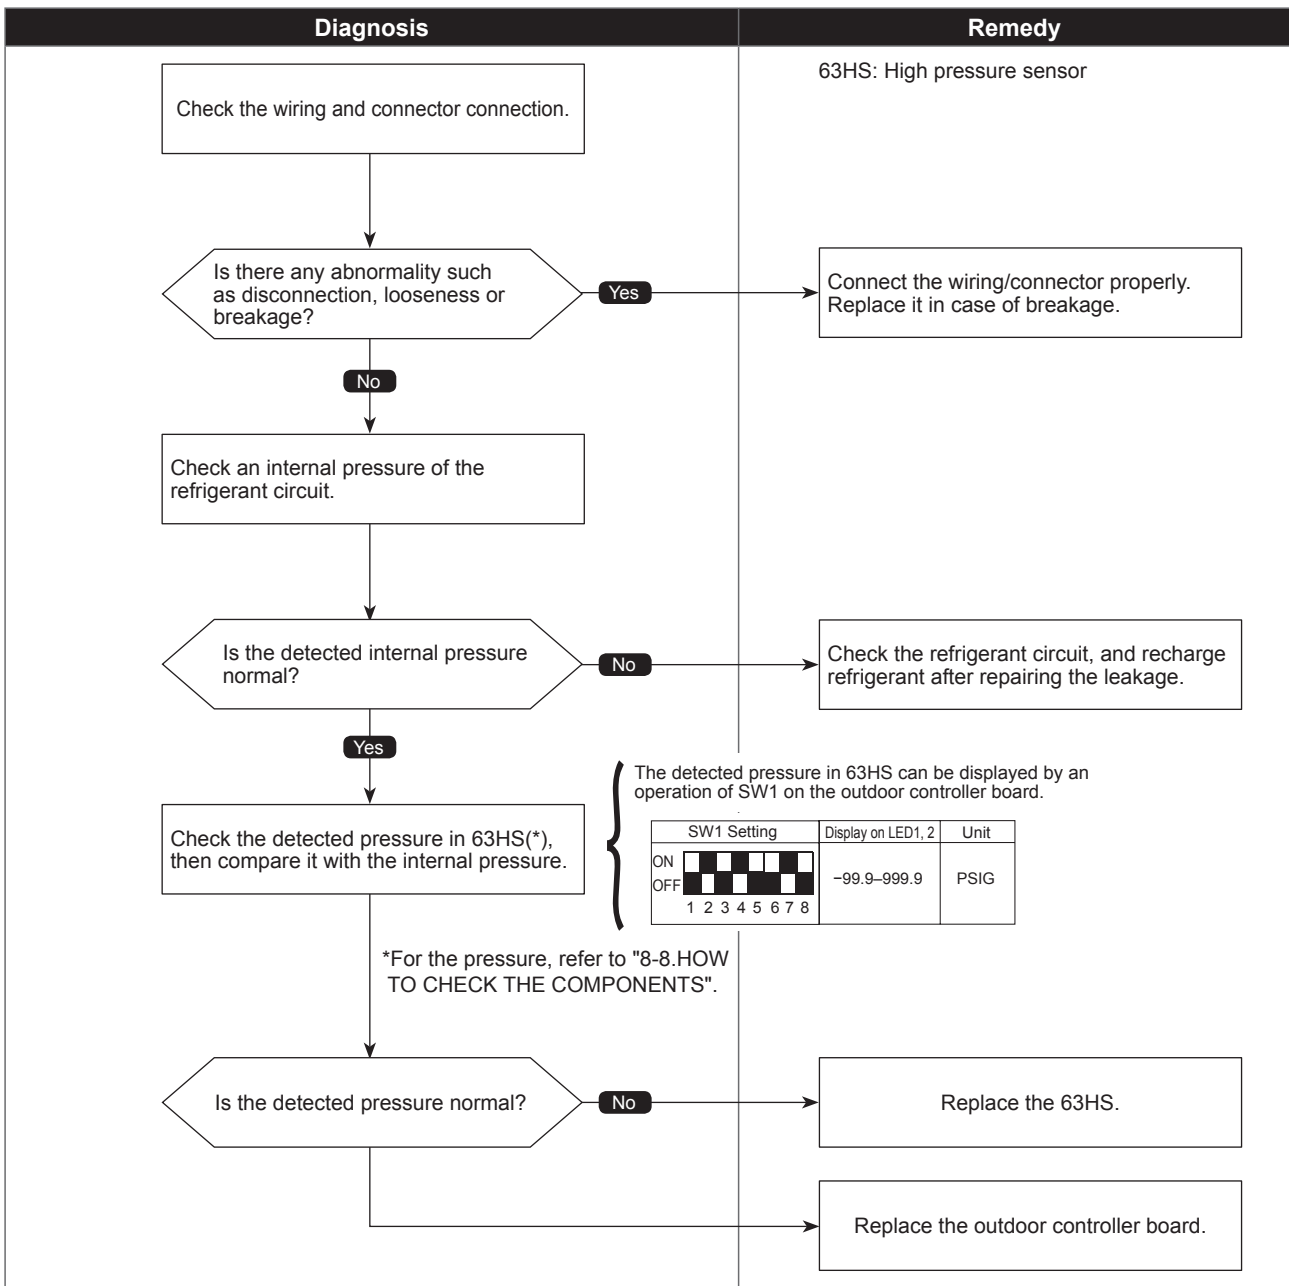 Diagnosis
Remedy
63HS: High pressure sensor
Check the wiring and connector connection.
Is there any abnormality such
as disconnection, looseness or
breakage?
Yes
Connect the wiring/connector properly.
Replace it in case of breakage.
No
Check an internal pressure of the
refrigerant circuit.
Is the detected internal pressure
normal?
No
Check the refrigerant circuit, and recharge
refrigerant after repairing the leakage.
Yes
The detected pressure in 63HS can be displayed by an
operation of SW1 on the outdoor controller board.
Check the detected pressure in 63HS(*),
then compare it with the internal pressure.
SW1 Setting
Display on LED1, 2
Unit
ON
OFF
1 2 3 4 5 6 7 8
−99.9–999.9
PSIG
*For the pressure, refer to "8-8.HOW
TO CHECK THE COMPONENTS".
Is the detected pressure normal?
No
Replace the 63HS.
Replace the outdoor controller board.